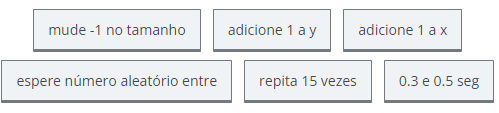 mude -1 no tamanho adicione 1 a y adicione 1 a x
espere número aleatório entre repita 15 vezes 0.3 e 0.5 seg